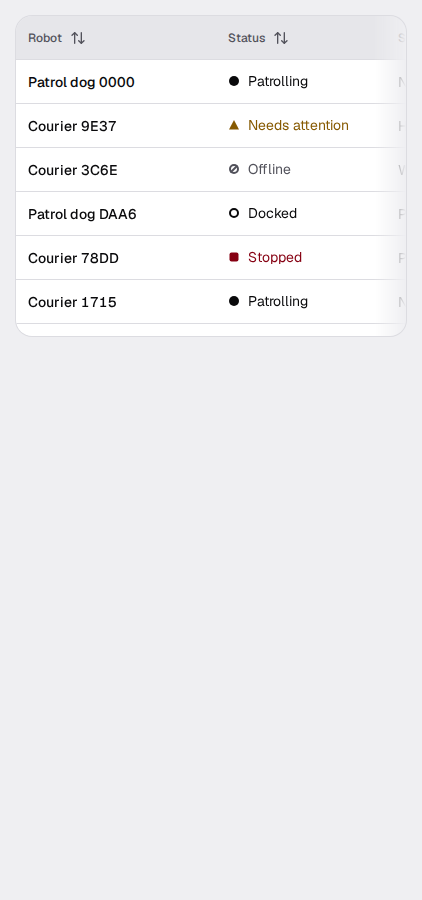 Robot Status
Patrol dog 0000 Patrolling
Courier 9E37 Needs attention
Courier 3C6E Offline
Patrol dog DAA6 Docked
Courier 78DD Stopped
Courier 1715 Patrolling